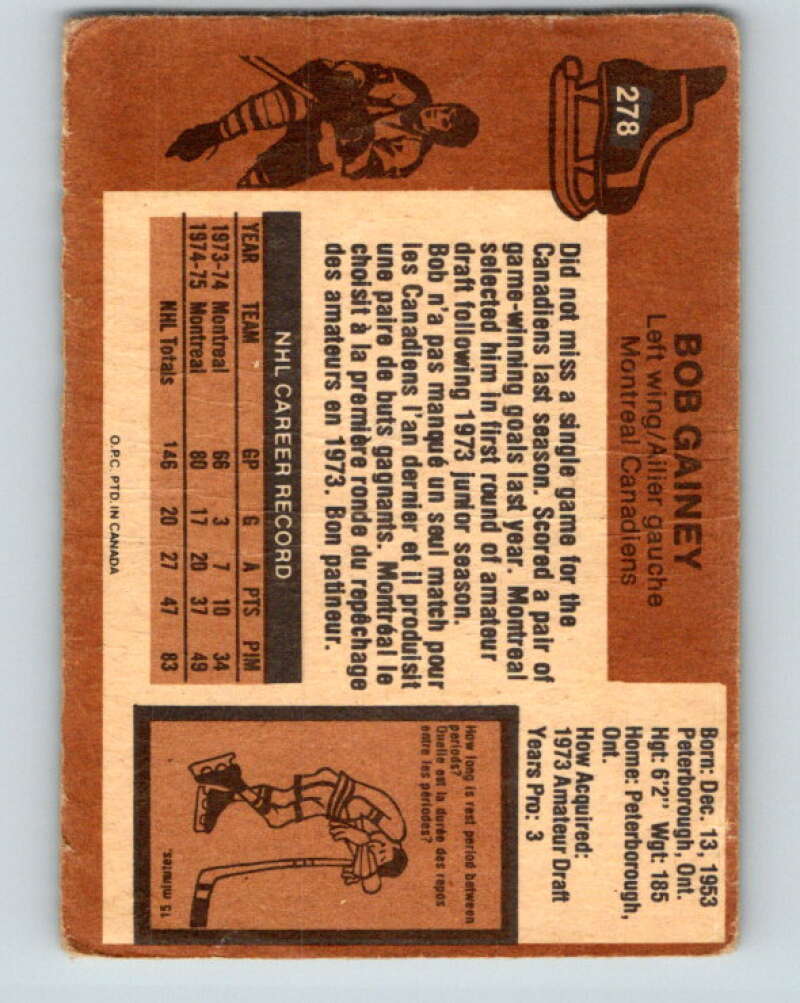 278
BOB GAINEY
Left wing/Ailier gauche
Montreal Canadiens
Born: Dec. 13, 1953
Peterborough, Ont.
Hgt: 6'2" Wgt: 185
Home: Peterborough,
Ont.
How Acquired:
1973 Amateur Draft
Years Pro: 3
Did not miss a single game for the
Canadiens last season. Scored a pair of
game-winning goals last year. Montreal
selected him in first round of amateur
draft following 1973 junior season.
Bob n'a pas manqué un seul match pour
les Canadiens l'an dernier et il produisit
une paire de buts gagnants. Montréal le
choisit à la première ronde du repêchage
des amateurs en 1973. Bon patineur.
NHL CAREER RECORD
YEAR TEAM GP G A PTS PIM
1973-74 Montreal 66 3 7 10 34
1974-75 Montreal 80 17 20 37 49
NHL Totals 146 20 27 47 83
How long is rest period between
periods?
Quelle est la durée des repos
entre les périodes?
15 minutes.
O.P.C. PTD. IN CANADA